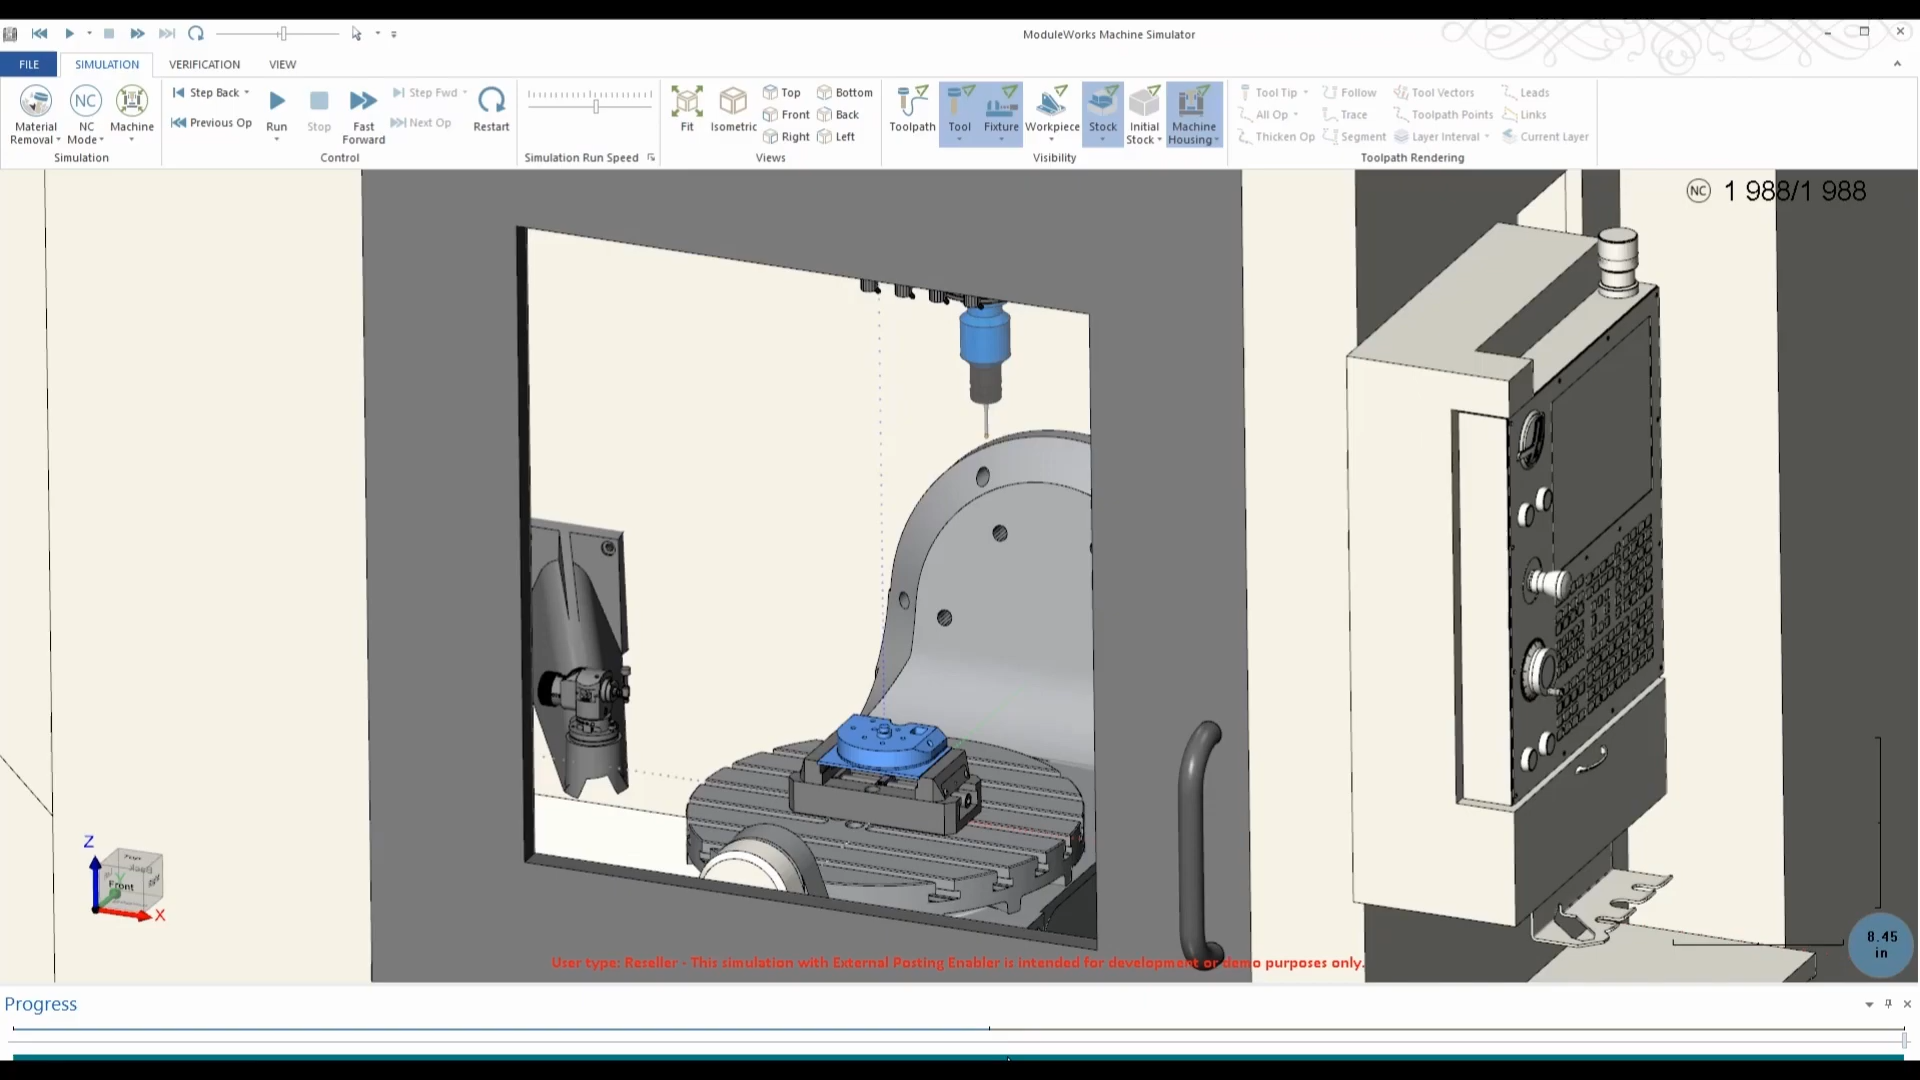 ModuleWorks Machine Simulator
FILE
SIMULATION
VERIFICATION
VIEW
Material Removal
NC Mode
Machine
Simulation
Step Back
Previous Op
Run
Stop
Fast Forward
Step Fwd
Next Op
Restart
Control
Simulation Run Speed
Fit
Isometric
Top
Front
Right
Bottom
Back
Left
Views
Toolpath
Tool
Fixture
Workpiece
Stock
Initial Stock
Machine Housing
Visibility
Tool Tip
All Op
Thicken Op
Follow
Trace
Segment
Tool Vectors
Toolpath Points
Layer Interval
Leads
Links
Current Layer
Toolpath Rendering
NC 1 988/1 988
Z
Front
Y
X
8.45
in
User type: Reseller - This simulation with External Posting Enabler is intended for development or demo purposes only.
Progress